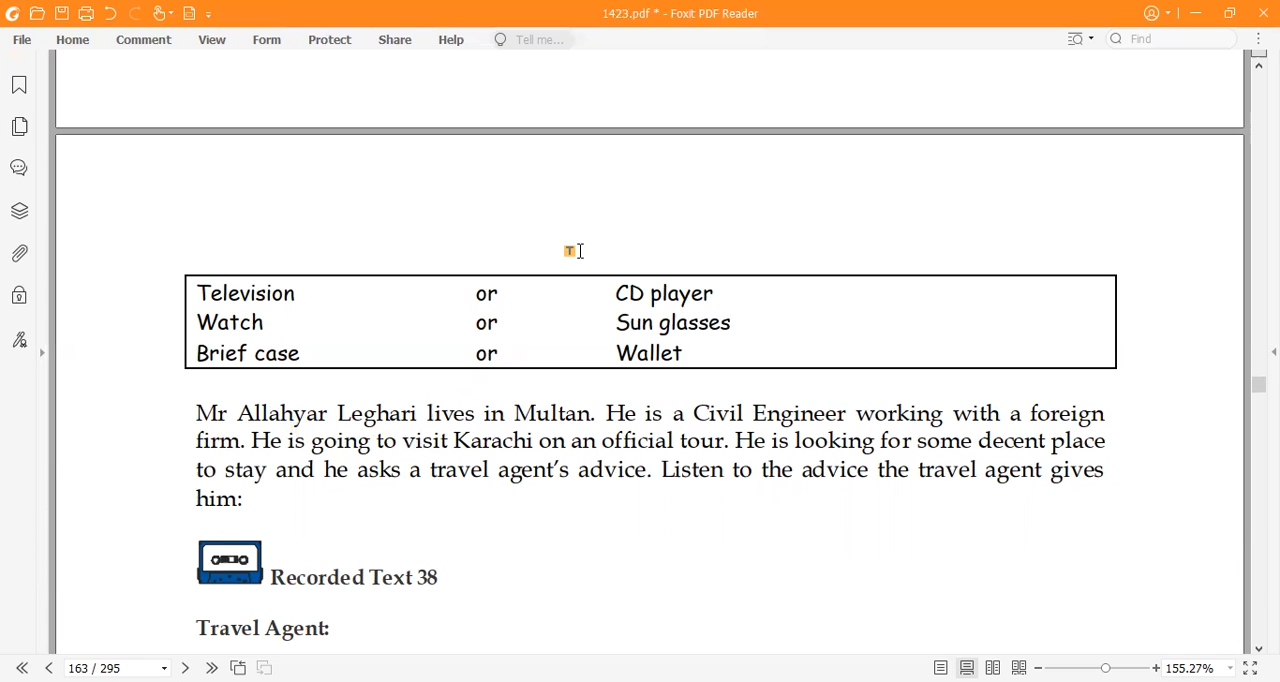 1423.pdf * - Foxit PDF Reader
File Home Comment View Form Protect Share Help Tell me... Find
T
Television or CD player
Watch or Sun glasses
Brief case or Wallet
Mr Allahyar Leghari lives in Multan. He is a Civil Engineer working with a foreign
firm. He is going to visit Karachi on an official tour. He is looking for some decent place
to stay and he asks a travel agent's advice. Listen to the advice the travel agent gives
him:
Recorded Text 38
Travel Agent:
163 / 295 155.27%